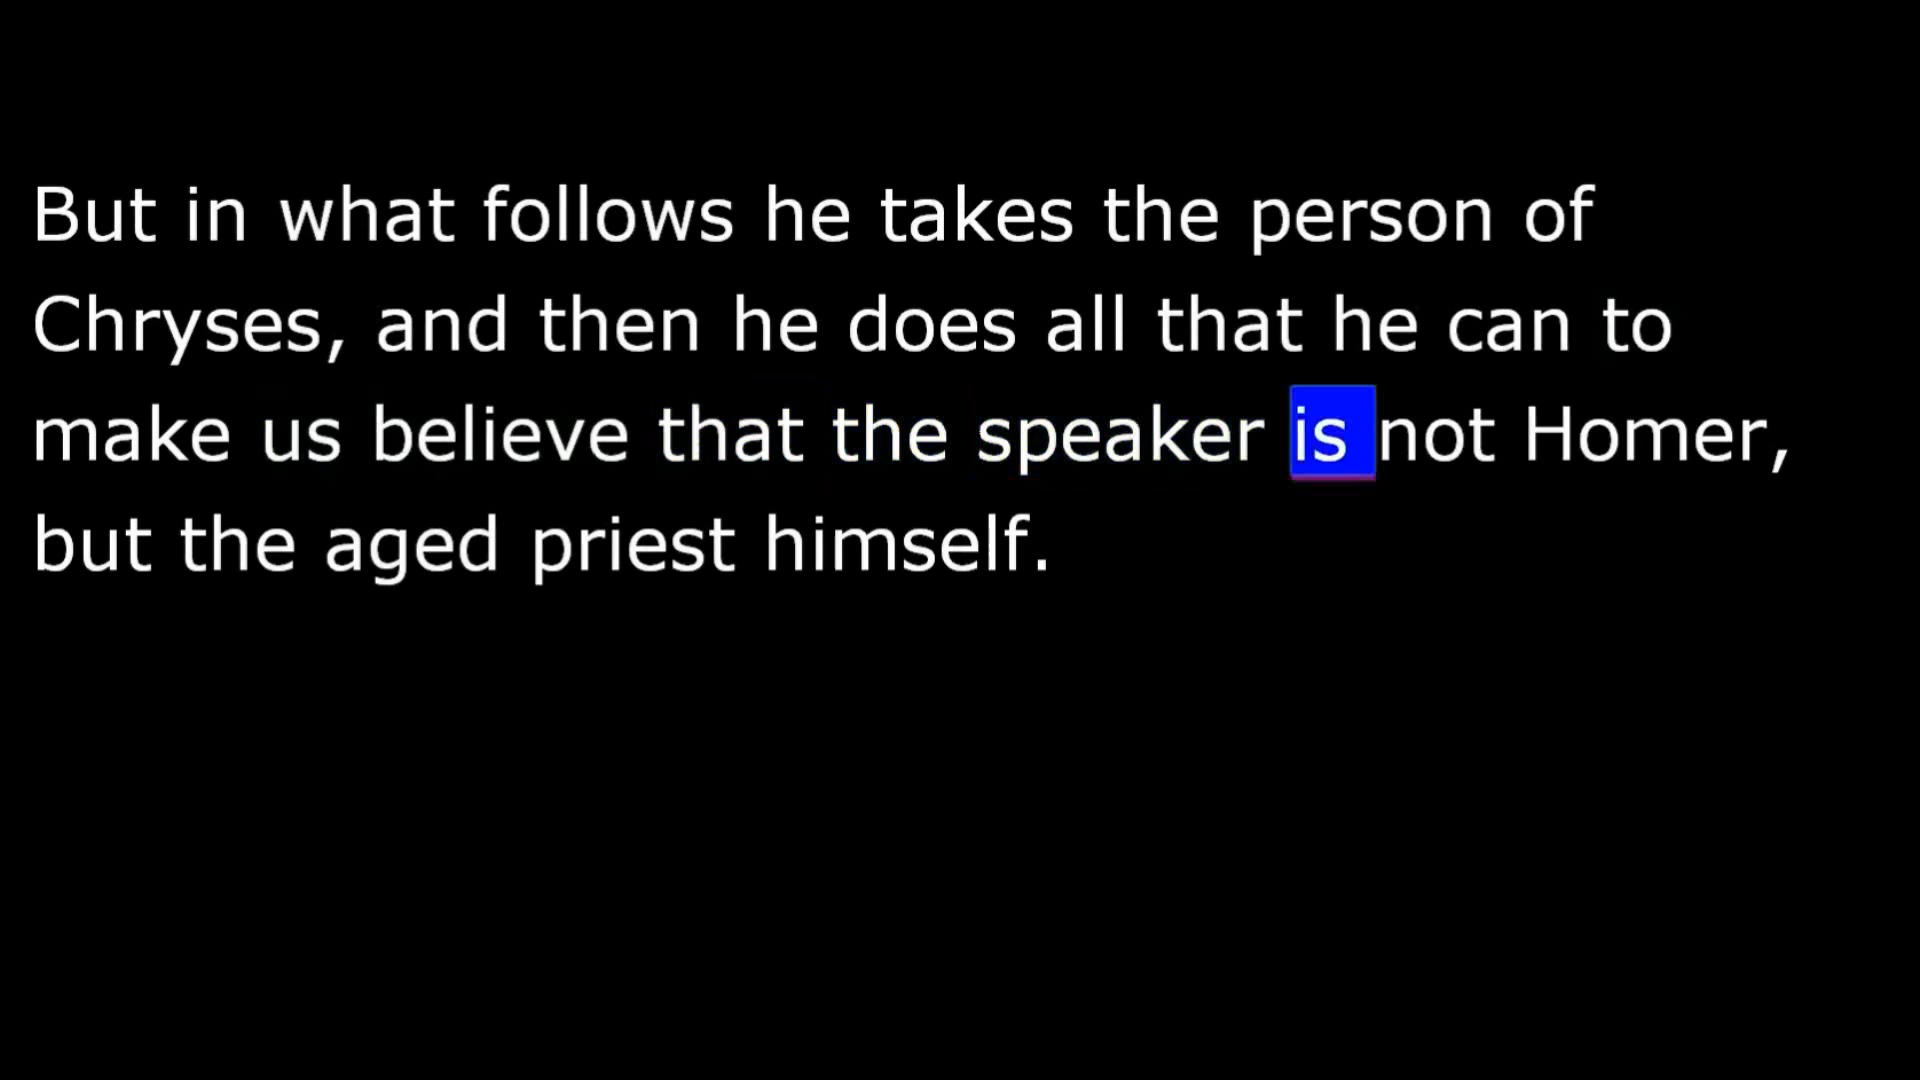 But in what follows he takes the person of
Chryses, and then he does all that he can to
make us believe that the speaker is not Homer,
but the aged priest himself.